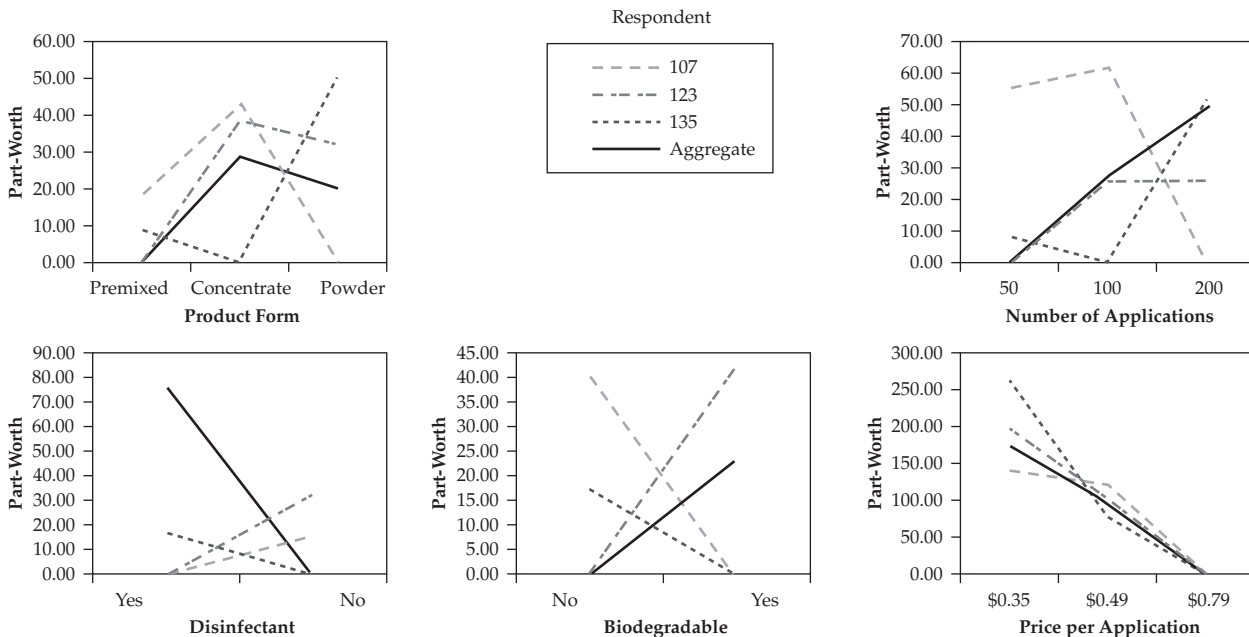 Respondent
107
123
135
Aggregate
Part-Worth
60.00
50.00
40.00
30.00
20.00
10.00
0.00
Premixed Concentrate Powder
Product Form
Part-Worth
70.00
60.00
50.00
40.00
30.00
20.00
10.00
0.00
50 100 200
Number of Applications
Part-Worth
90.00
80.00
70.00
60.00
50.00
40.00
30.00
20.00
10.00
0.00
Yes No
Disinfectant
Part-Worth
45.00
40.00
35.00
30.00
25.00
20.00
15.00
10.00
5.00
0.00
No Yes
Biodegradable
Part-Worth
300.00
250.00
200.00
150.00
100.00
50.00
0.00
$0.35 $0.49 $0.79
Price per Application